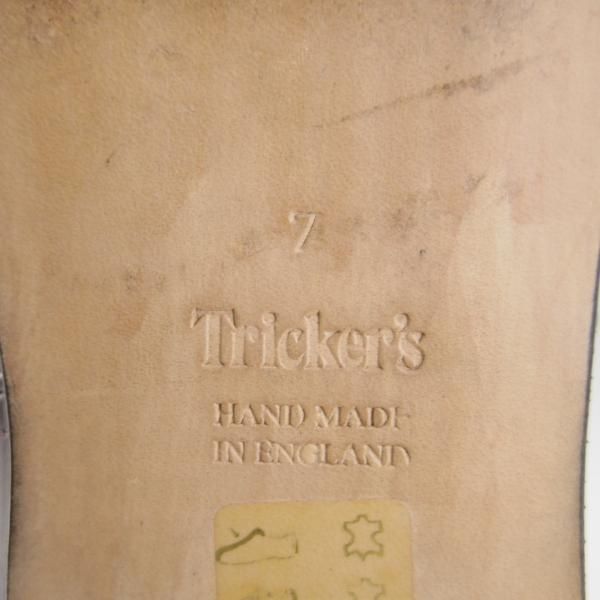 7
Tricker's
HAND MADE
IN ENGLAND